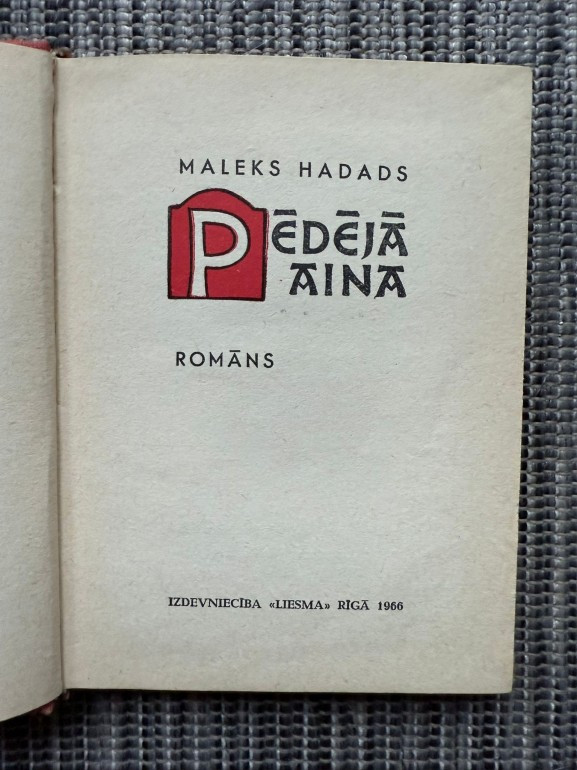 MALEKS HADADS
PĒDĒJĀ
AINA
ROMĀNS
IZDEVNIECĪBA «LIESMA» RĪGĀ 1966